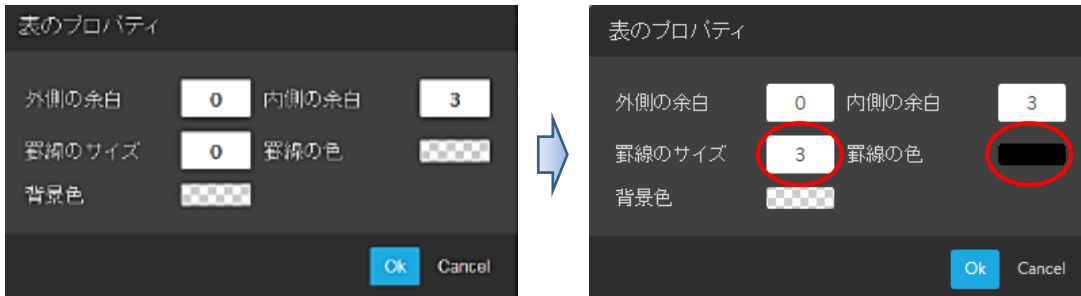 表のプロパティ
外側の余白 0 内側の余白 3
罫線のサイズ 0 罫線の色
背景色
Ok Cancel
表のプロパティ
外側の余白 0 内側の余白 3
罫線のサイズ 3 罫線の色
背景色
Ok Cancel